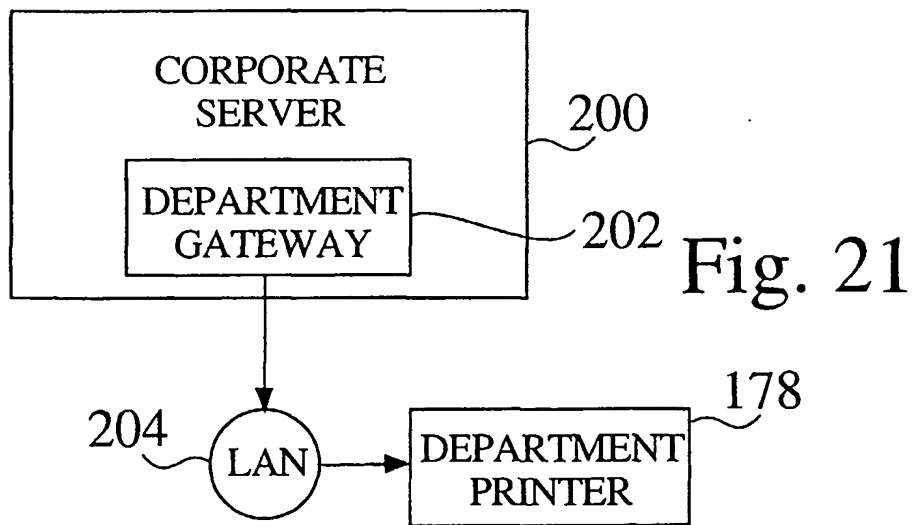 CORPORATE
SERVER
200
DEPARTMENT
GATEWAY
202
Fig. 21
178
204
LAN
DEPARTMENT
PRINTER